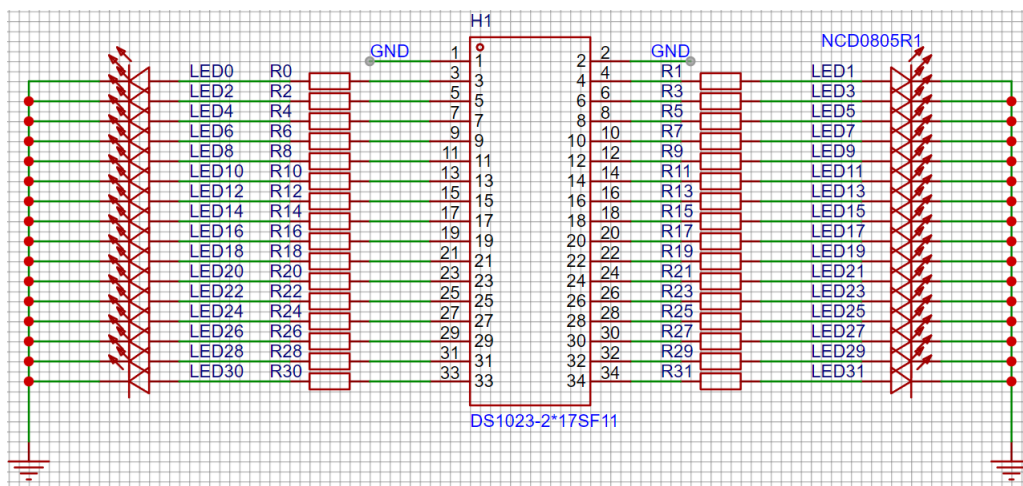 H1
NCD0805R1
GND 1 1 2 2 GND
LED0 R0 3 3 4 4 R1 LED1
LED2 R2 5 5 6 6 R3 LED3
LED4 R4 7 7 8 8 R5 LED5
LED6 R6 9 9 10 10 R7 LED7
LED8 R8 11 11 12 12 R9 LED9
LED10 R10 13 13 14 14 R11 LED11
LED12 R12 15 15 16 16 R13 LED13
LED14 R14 17 17 18 18 R15 LED15
LED16 R16 19 19 20 20 R17 LED17
LED18 R18 21 21 22 22 R19 LED19
LED20 R20 23 23 24 24 R21 LED21
LED22 R22 25 25 26 26 R23 LED23
LED24 R24 27 27 28 28 R25 LED25
LED26 R26 29 29 30 30 R27 LED27
LED28 R28 31 31 32 32 R29 LED29
LED30 R30 33 33 34 34 R31 LED31
DS1023-2*17SF11